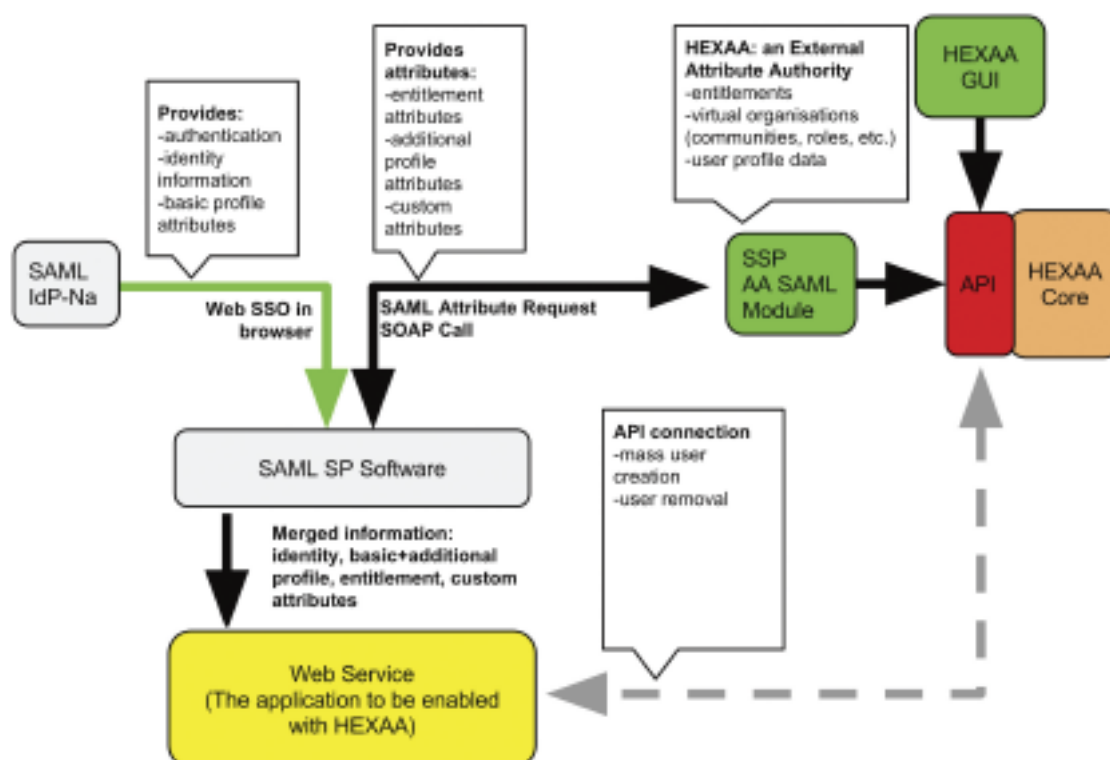 Provides:
-authentication
-identity
information
-basic profile
attributes
Provides
attributes:
-entitlement
attributes
-additional
profile
attributes
-custom
attributes
HEXAA: an External
Attribute Authority
-entitlements
-virtual organisations
(communities, roles, etc.)
-user profile data
HEXAA
GUI
SAML
IdP-Na
Web SSO in
browser
SAML Attribute Request
SOAP Call
SSP
AA SAML
Module
API
HEXAA
Core
SAML SP Software
API connection
-mass user
creation
-user removal
Merged information:
identity, basic+additional
profile, entitlement, custom
attributes
Web Service
(The application to be enabled
with HEXAA)